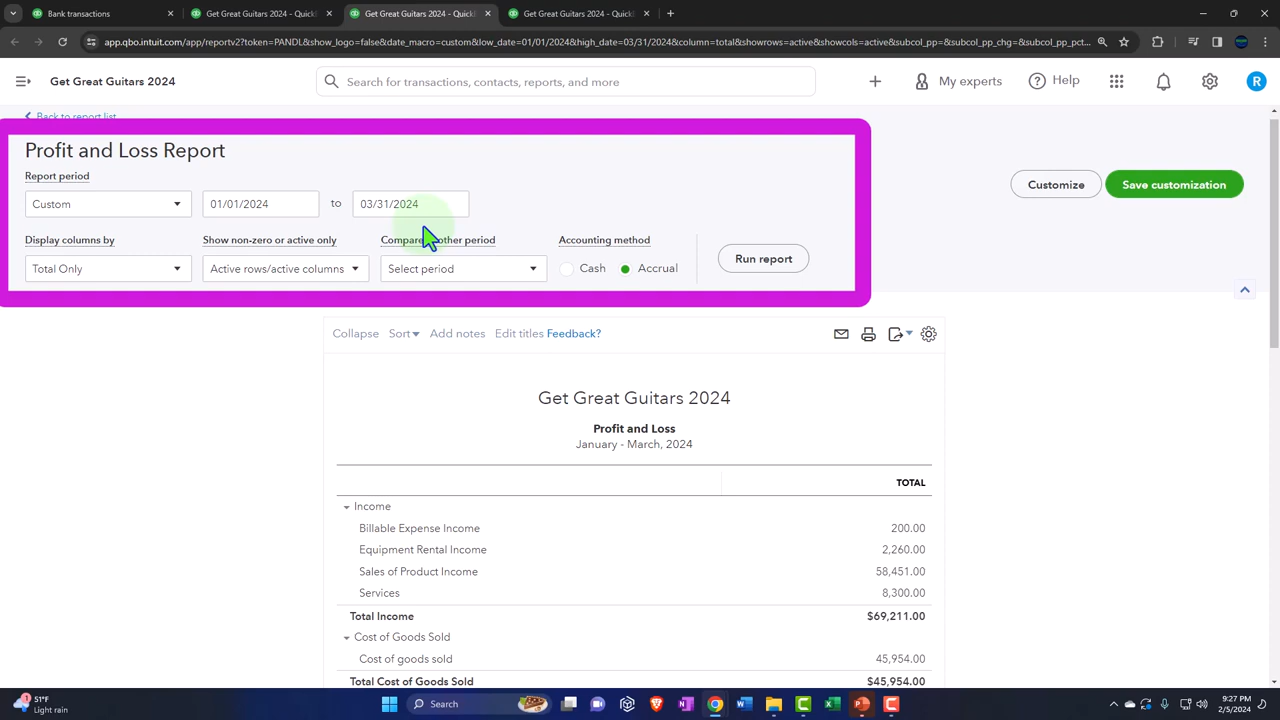 Bank transactions
Get Great Guitars 2024 - Quick
Get Great Guitars 2024 - Quick
Get Great Guitars 2024 - Quick
app.qbo.intuit.com/app/reportv2?token=PANDL&show_logo=false&date_macro=custom&low_date=01/01/2024&high_date=03/31/2024&column=total&showrows=active&showcols=active&subcol_pp=&subcol_pp_chg=&subcol_pp_pct...
Get Great Guitars 2024
Search for transactions, contacts, reports, and more
My experts
Help
R
Back to report list
Profit and Loss Report
Report period
Custom
01/01/2024
to
03/31/2024
Customize
Save customization
Display columns by
Show non-zero or active only
Compare other period
Accounting method
Total Only
Active rows/active columns
Select period
Cash
Accrual
Run report
Collapse
Sort
Add notes
Edit titles
Feedback?
Get Great Guitars 2024
Profit and Loss
January - March, 2024
TOTAL
Income
Billable Expense Income 200.00
Equipment Rental Income 2,260.00
Sales of Product Income 58,451.00
Services 8,300.00
Total Income $69,211.00
Cost of Goods Sold
Cost of goods sold 45,954.00
Total Cost of Goods Sold $45,954.00
1
51°F
Light rain
Search
9:27 PM
2/5/2024